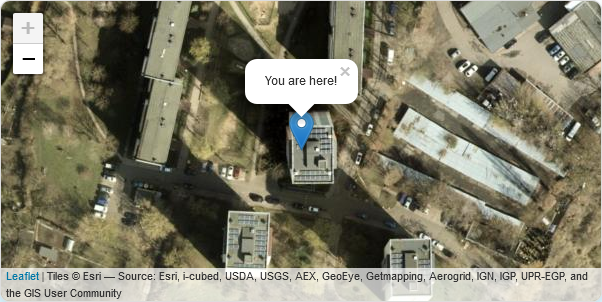 +
−
You are here!
×
Leaflet | Tiles © Esri — Source: Esri, i-cubed, USDA, USGS, AEX, GeoEye, Getmapping, Aerogrid, IGN, IGP, UPR-EGP, and
the GIS User Community